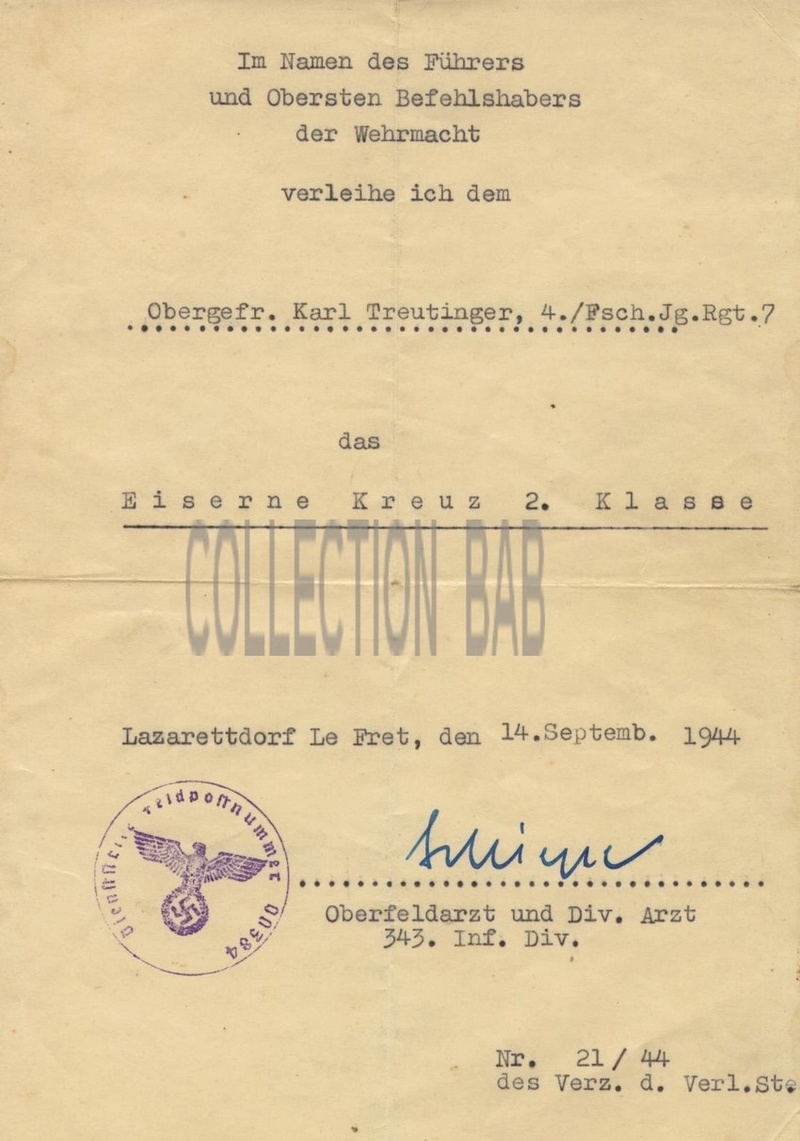 Im Namen des Führers
und Obersten Befehlshabers
der Wehrmacht
verleihe ich dem
Obergefr. Karl Treutinger, 4./Fsch.Jg.Rgt.7
das
Eiserne Kreuz 2. Klasse
COLLECTION BAB
Lazarettdorf Le Fret, den 14.Septemb. 1944
Dienststelle Feldpostnummer 00384
Oberfeldarzt und Div. Arzt
343. Inf. Div.
Nr. 21/44
des Verz. d. Verl.Ste.